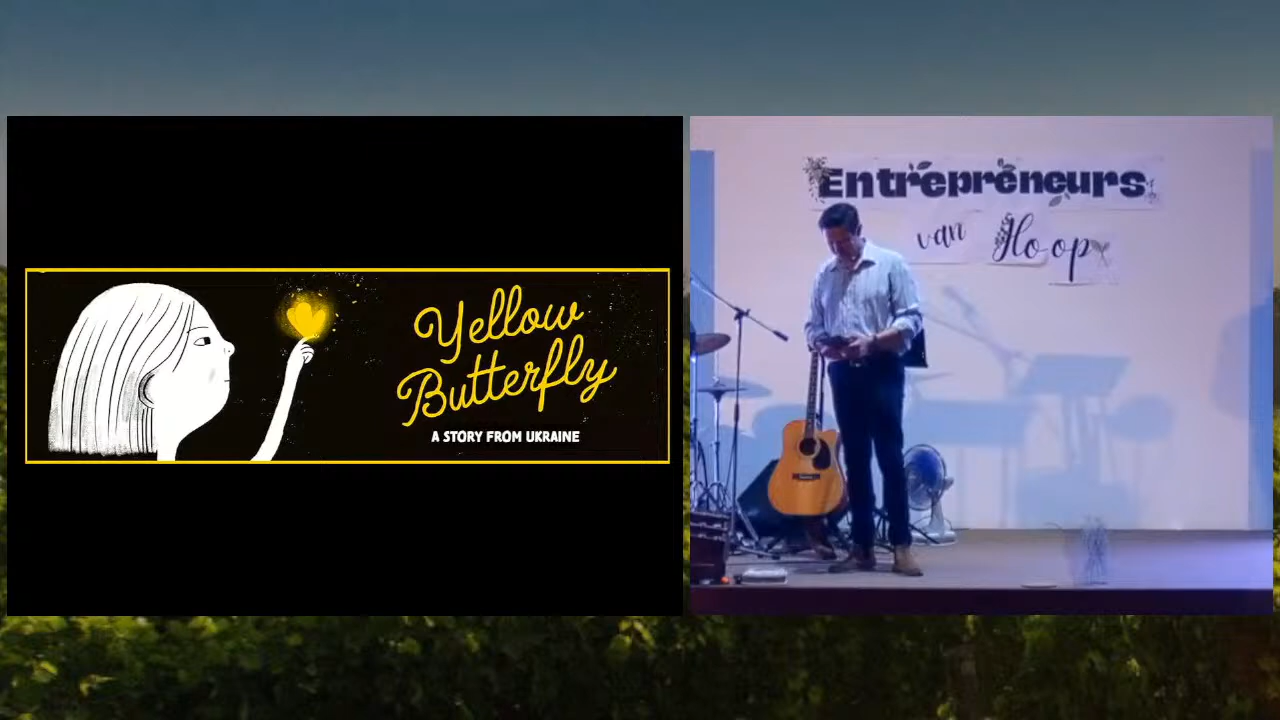 Yellow
Butterfly
A STORY FROM UKRAINE
Entrepreneurs
van Hoop